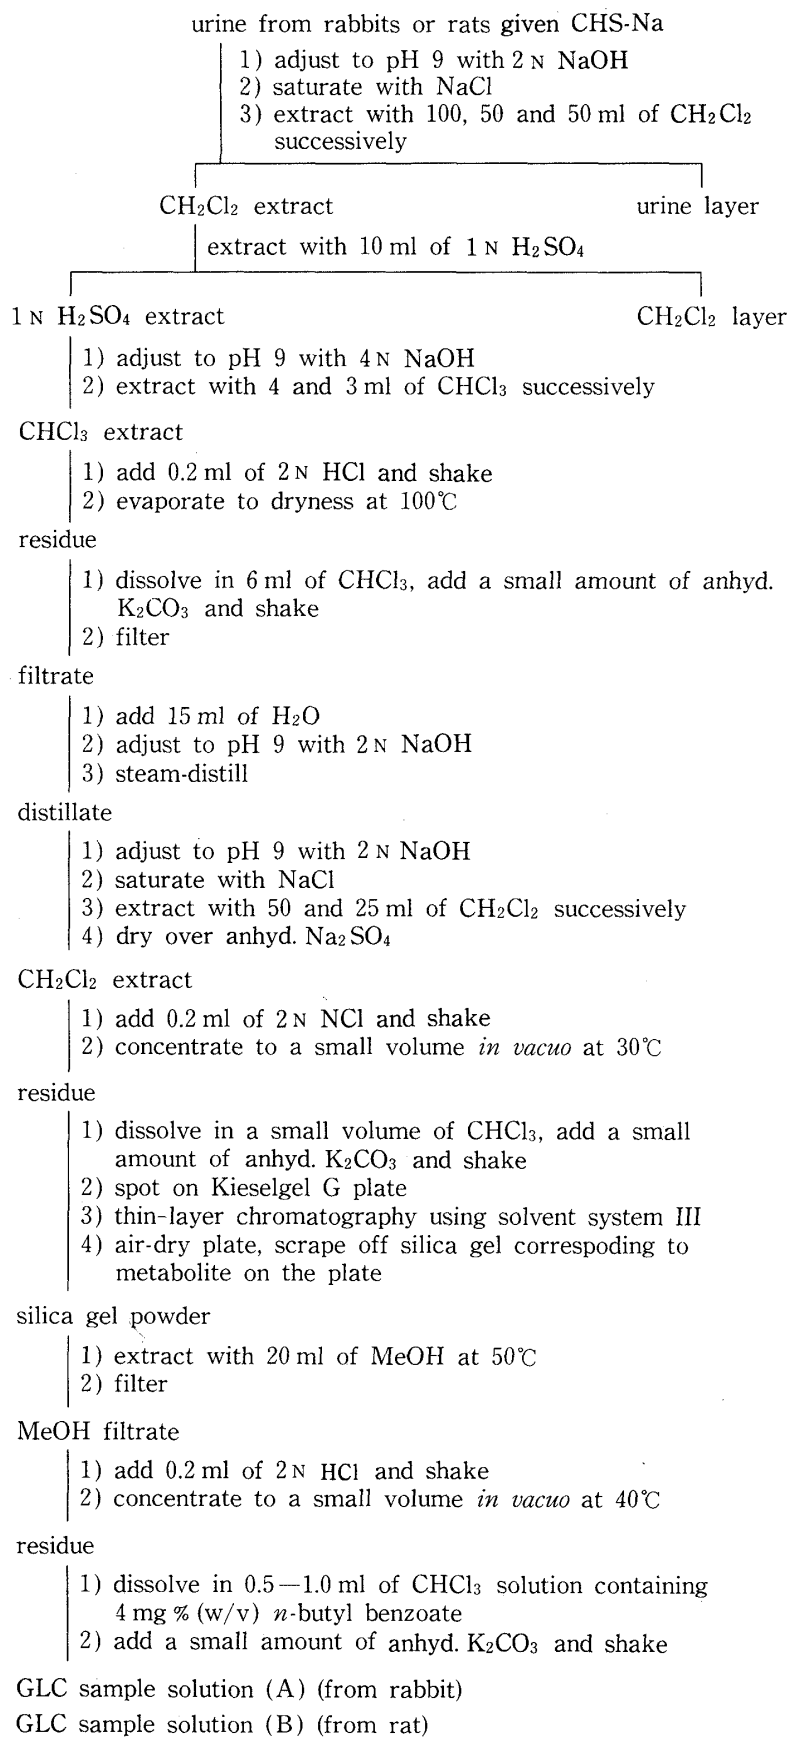 urine from rabbits or rats given CHS-Na
1) adjust to pH 9 with 2 N NaOH
2) saturate with NaCl
3) extract with 100, 50 and 50 ml of CH2Cl2
successively
CH2Cl2 extract urine layer
extract with 10 ml of 1 N H2SO4
1 N H2SO4 extract CH2Cl2 layer
1) adjust to pH 9 with 4 N NaOH
2) extract with 4 and 3 ml of CHCl3 successively
CHCl3 extract
1) add 0.2 ml of 2 N HCl and shake
2) evaporate to dryness at 100℃
residue
1) dissolve in 6 ml of CHCl3, add a small amount of anhyd.
K2CO3 and shake
2) filter
filtrate
1) add 15 ml of H2O
2) adjust to pH 9 with 2 N NaOH
3) steam-distill
distillate
1) adjust to pH 9 with 2 N NaOH
2) saturate with NaCl
3) extract with 50 and 25 ml of CH2Cl2 successively
4) dry over anhyd. Na2SO4
CH2Cl2 extract
1) add 0.2 ml of 2 N NCl and shake
2) concentrate to a small volume in vacuo at 30℃
residue
1) dissolve in a small volume of CHCl3, add a small
amount of anhyd. K2CO3 and shake
2) spot on Kieselgel G plate
3) thin-layer chromatography using solvent system III
4) air-dry plate, scrape off silica gel correspoding to
metabolite on the plate
silica gel powder
1) extract with 20 ml of MeOH at 50℃
2) filter
MeOH filtrate
1) add 0.2 ml of 2 N HCl and shake
2) concentrate to a small volume in vacuo at 40℃
residue
1) dissolve in 0.5—1.0 ml of CHCl3 solution containing
4 mg % (w/v) n-butyl benzoate
2) add a small amount of anhyd. K2CO3 and shake
GLC sample solution (A) (from rabbit)
GLC sample solution (B) (from rat)